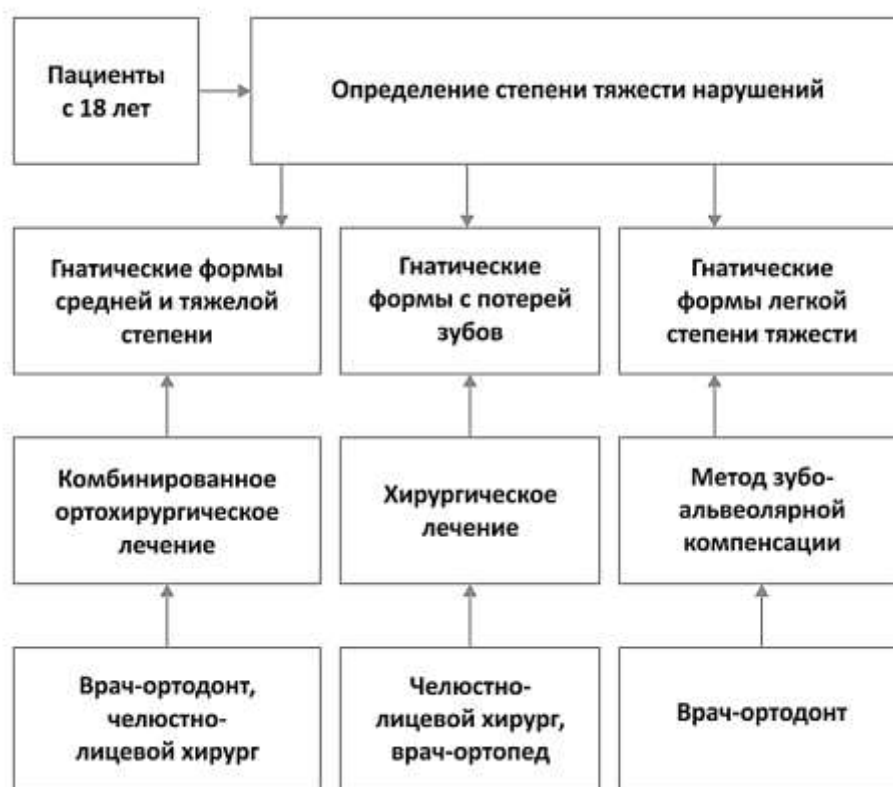 Пациенты
с 18 лет
Определение степени тяжести нарушений
Гнатические формы
средней и тяжелой
степени
Гнатические
формы с потерей
зубов
Гнатические
формы легкой
степени тяжести
Комбинированное
ортохирургическое
лечение
Хирургическое
лечение
Метод зубо-
альвеолярной
компенсации
Врач-ортодонт,
челюстно-
лицевой хирург
Челюстно-
лицевой хирург,
врач-ортопед
Врач-ортодонт